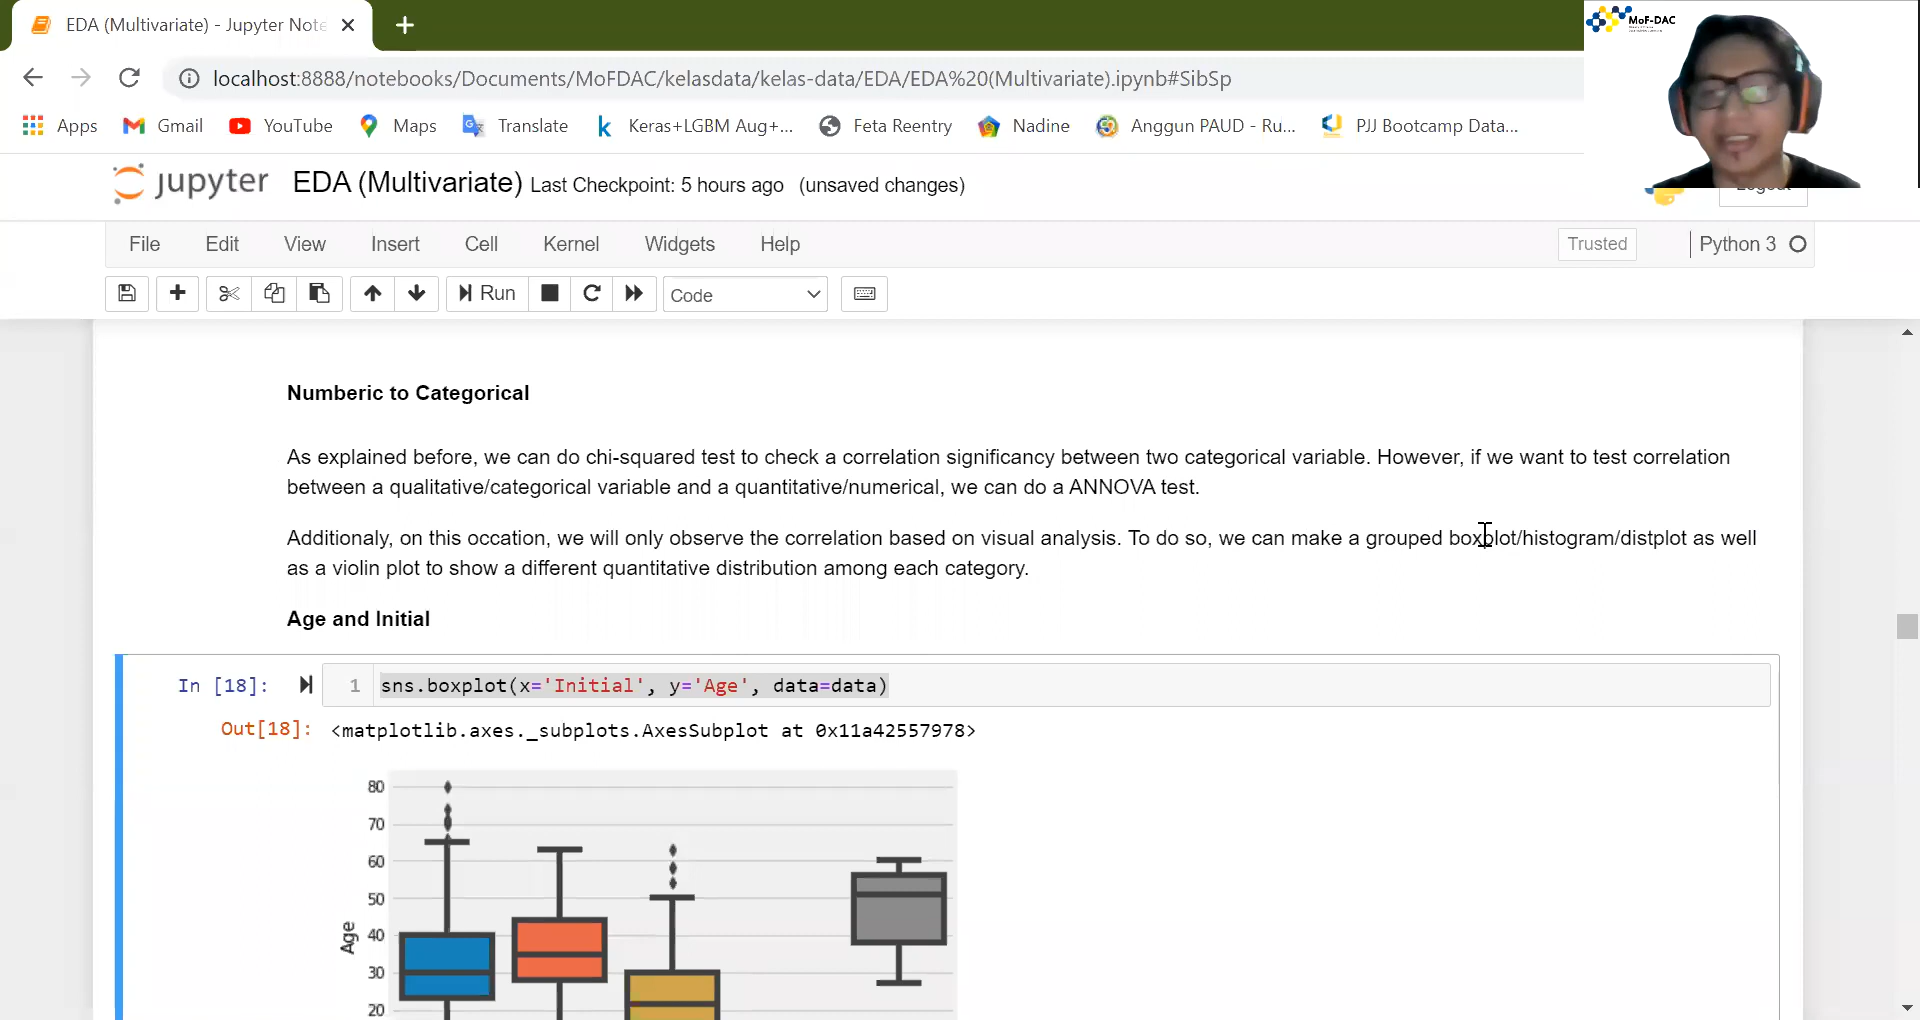 EDA (Multivariate) - Jupyter Note
MoF-DAC
localhost:8888/notebooks/Documents/MoFDAC/kelasdata/kelas-data/EDA/EDA%20(Multivariate).ipynb#SibSp
Apps Gmail YouTube Maps Translate Keras+LGBM Aug+... Feta Reentry Nadine Anggun PAUD - Ru... PJJ Bootcamp Data...
jupyter EDA (Multivariate) Last Checkpoint: 5 hours ago (unsaved changes) Logout
File Edit View Insert Cell Kernel Widgets Help Trusted Python 3
Run Code
Numberic to Categorical
As explained before, we can do chi-squared test to check a correlation significancy between two categorical variable. However, if we want to test correlation
between a qualitative/categorical variable and a quantitative/numerical, we can do a ANNOVA test.
Additionaly, on this occation, we will only observe the correlation based on visual analysis. To do so, we can make a grouped boxplot/histogram/distplot as well
as a violin plot to show a different quantitative distribution among each category.
Age and Initial
In [18]: 1 sns.boxplot(x='Initial', y='Age', data=data)
Out[18]: <matplotlib.axes._subplots.AxesSubplot at 0x11a42557978>
80
70
60
50
40
30
20
Age